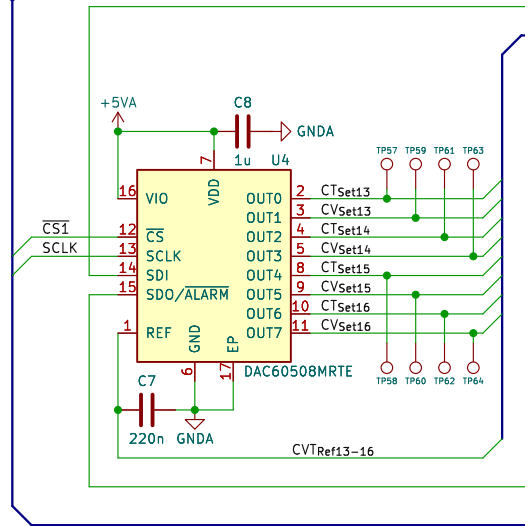 +5VA
C8
GNDA
1u
U4
TP57
TP59
TP61
TP63
7
VDD
16
VIO
OUT0
2
CTSet13
OUT1
3
CVSet13
CS1
12
CS
OUT2
4
CTSet14
SCLK
13
SCLK
OUT3
5
CVSet14
14
SDI
OUT4
8
CTSet15
15
SDO/ALARM
OUT5
9
CVSet15
OUT6
10
CTSet16
1
REF
OUT7
11
CVSet16
GND
EP
6
17
DAC60508MRTE
TP58
TP60
TP62
TP64
C7
220n
GNDA
CVTRef13-16